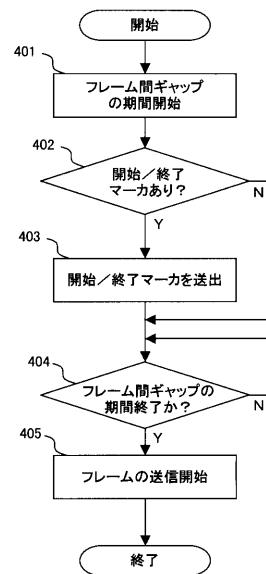 開始
401
フレーム間ギャップ
の期間開始
402
開始／終了
マーカあり？
N
Y
403
開始／終了マーカを送出
404
フレーム間ギャップの
期間終了か？
N
Y
405
フレームの送信開始
終了